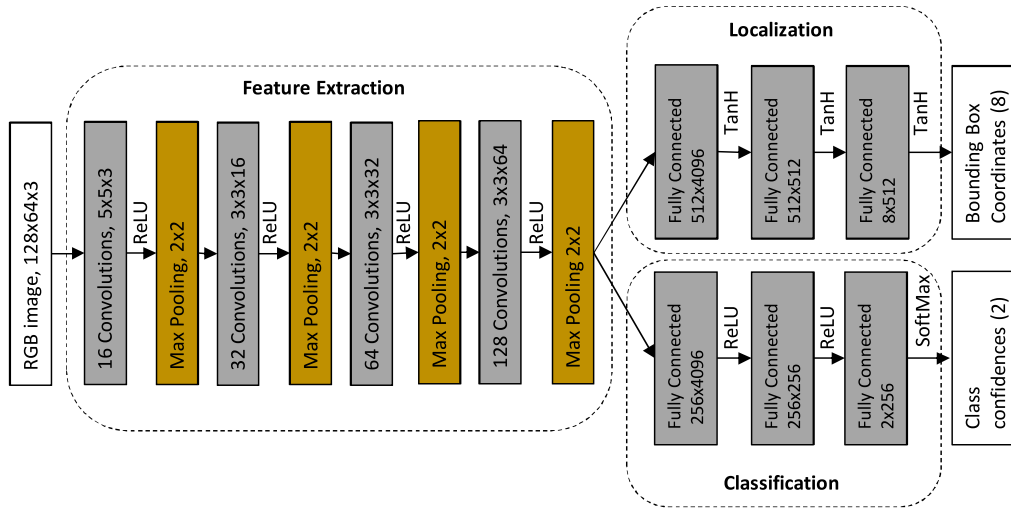 RGB image, 128x64x3
Feature Extraction
16 Convolutions, 5x5x3
ReLU
Max Pooling, 2x2
32 Convolutions, 3x3x16
ReLU
Max Pooling, 2x2
64 Convolutions, 3x3x32
ReLU
Max Pooling, 2x2
128 Convolutions, 3x3x64
ReLU
Max Pooling 2x2
Localization
Fully Connected
512x4096
TanH
Fully Connected
512x512
TanH
Fully Connected
8x512
TanH
Bounding Box
Coordinates (8)
Fully Connected
256x4096
ReLU
Fully Connected
256x256
ReLU
Fully Connected
2x256
SoftMax
Class
confidences (2)
Classification